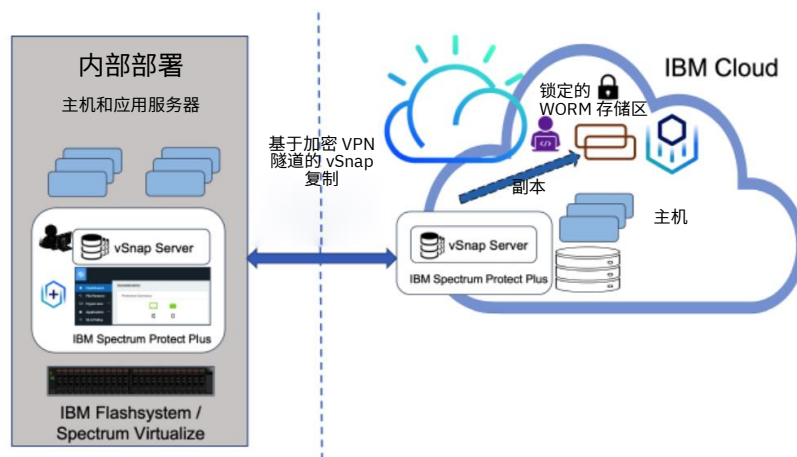 内部部署
主机和应用服务器
vSnap Server
IBM Spectrum Protect Plus
IBM Flashsystem /
Spectrum Virtualize
基于加密 VPN
隧道的 vSnap
复制
IBM Cloud
锁定的
WORM 存储区
副本
主机
vSnap Server
IBM Spectrum Protect Plus